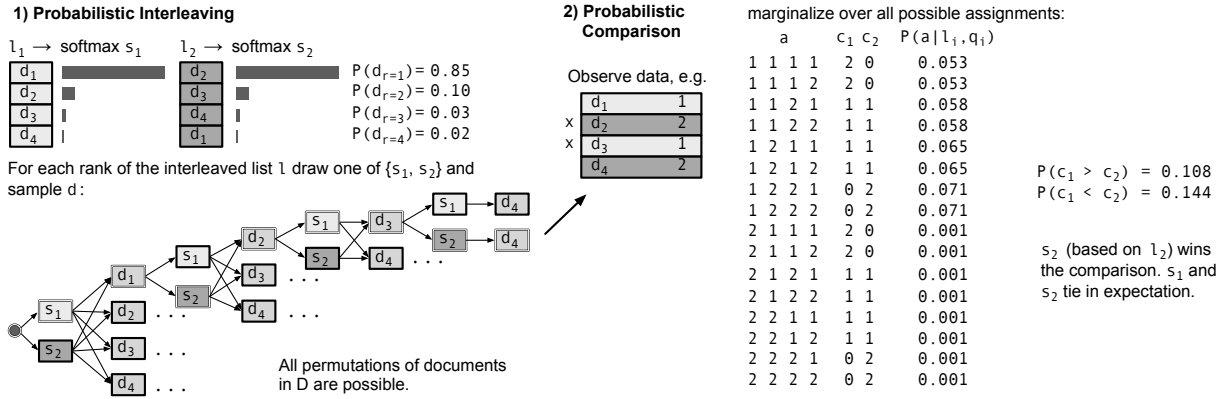 1) Probabilistic Interleaving
l1 → softmax s1
l2 → softmax s2
d1
d2
d3
d4
d2
d3
d4
d1
P(dr=1)= 0.85
P(dr=2)= 0.10
P(dr=3)= 0.03
P(dr=4)= 0.02
For each rank of the interleaved list l draw one of {s1, s2} and
sample d:
s1
s2
d1
d2 ...
d3 ...
d4 ...
s1
s2
d2
d3 ...
d4 ...
s1
s2
d3
d4 ...
s1
s2
d4
d4
All permutations of documents
in D are possible.
2) Probabilistic
Comparison
Observe data, e.g.
d1 1
x d2 2
x d3 1
d4 2
marginalize over all possible assignments:
a c1 c2 P(a|li,qi)
1 1 1 1 2 0 0.053
1 1 1 2 2 0 0.053
1 1 2 1 1 1 0.058
1 1 2 2 1 1 0.058
1 2 1 1 1 1 0.065
1 2 1 2 1 1 0.065
1 2 2 1 0 2 0.071
1 2 2 2 0 2 0.071
2 1 1 1 2 0 0.001
2 1 1 2 2 0 0.001
2 1 2 1 1 1 0.001
2 1 2 2 1 1 0.001
2 2 1 1 1 1 0.001
2 2 1 2 1 1 0.001
2 2 2 1 0 2 0.001
2 2 2 2 0 2 0.001
P(c1 > c2) = 0.108
P(c1 < c2) = 0.144
s2 (based on l2) wins
the comparison. s1 and
s2 tie in expectation.